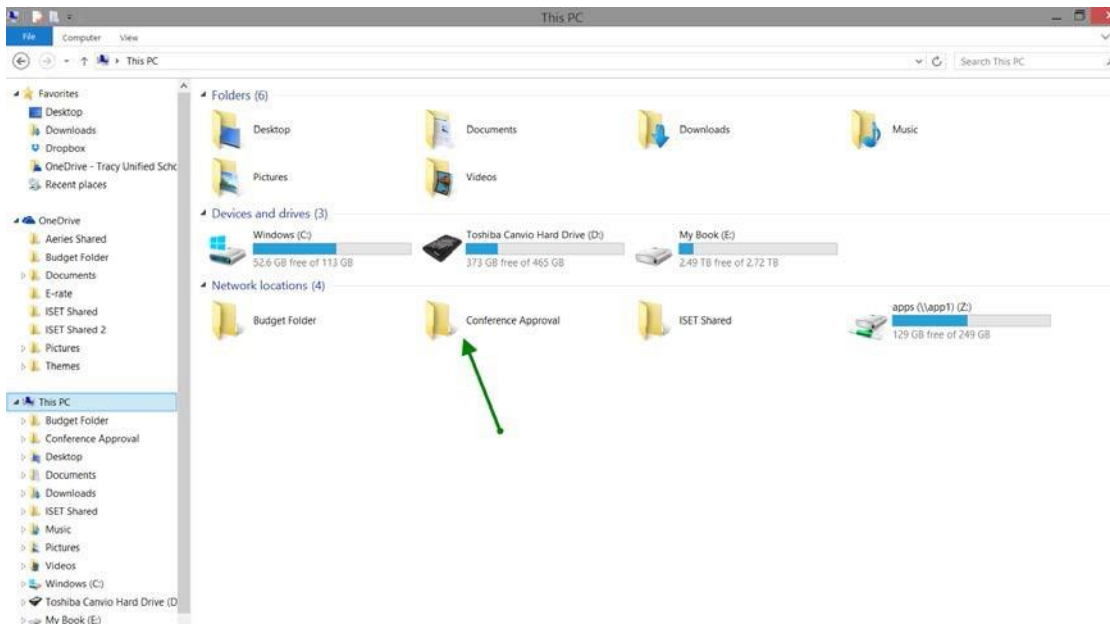 This PC
File Computer View
This PC
Search This PC
Favorites
Desktop
Downloads
Dropbox
OneDrive - Tracy Unified Scho
Recent places
OneDrive
Aeries Shared
Budget Folder
Documents
E-rate
ISET Shared
ISET Shared 2
Pictures
Themes
This PC
Budget Folder
Conference Approval
Desktop
Documents
Downloads
ISET Shared
Music
Pictures
Videos
Windows (C:)
Toshiba Canvio Hard Drive (D
My Book (E:)
Folders (6)
Desktop
Documents
Downloads
Music
Pictures
Videos
Devices and drives (3)
Windows (C:)
52.6 GB free of 113 GB
Toshiba Canvio Hard Drive (D:)
373 GB free of 465 GB
My Book (E:)
2.49 TB free of 2.72 TB
Network locations (4)
Budget Folder
Conference Approval
ISET Shared
apps (\\app1) (Z:)
129 GB free of 249 GB